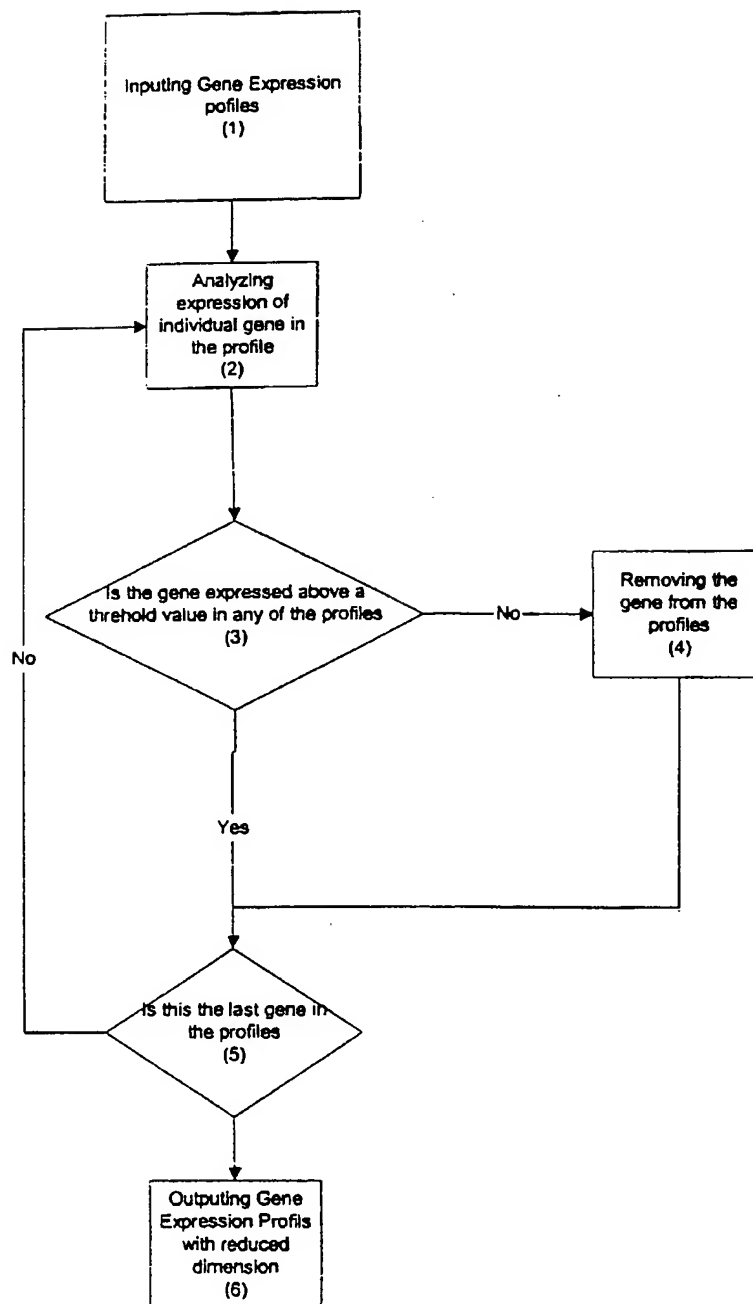 Inputing Gene Expression
pofiles
(1)
Analyzing
expression of
individual gene in
the profile
(2)
Is the gene expressed above a
threhold value in any of the profiles
(3)
No
Removing the
gene from the
profiles
(4)
No
Yes
Is this the last gene in
the profiles
(5)
Outputing Gene
Expression Profils
with reduced
dimension
(6)